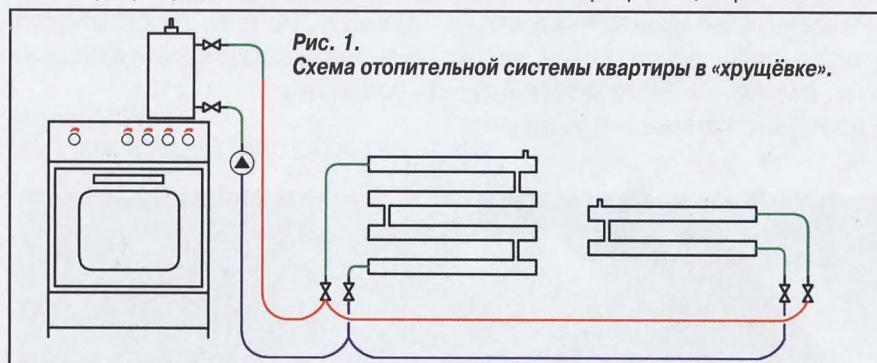 Рис. 1.
Схема отопительной системы квартиры в «хрущёвке».